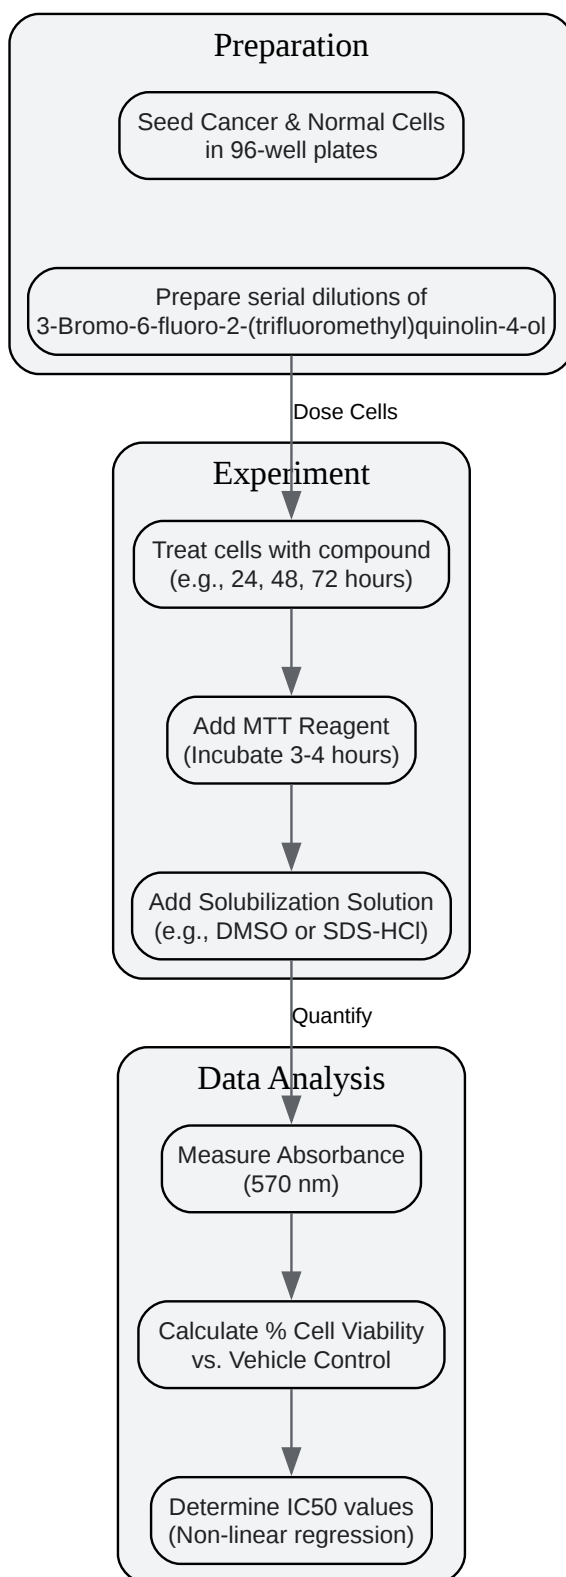 Preparation
Seed Cancer & Normal Cells
in 96-well plates
Prepare serial dilutions of
3-Bromo-6-fluoro-2-(trifluoromethyl)quinolin-4-ol
Dose Cells
Experiment
Treat cells with compound
(e.g., 24, 48, 72 hours)
Add MTT Reagent
(Incubate 3-4 hours)
Add Solubilization Solution
(e.g., DMSO or SDS-HCl)
Quantify
Data Analysis
Measure Absorbance
(570 nm)
Calculate % Cell Viability
vs. Vehicle Control
Determine IC50 values
(Non-linear regression)